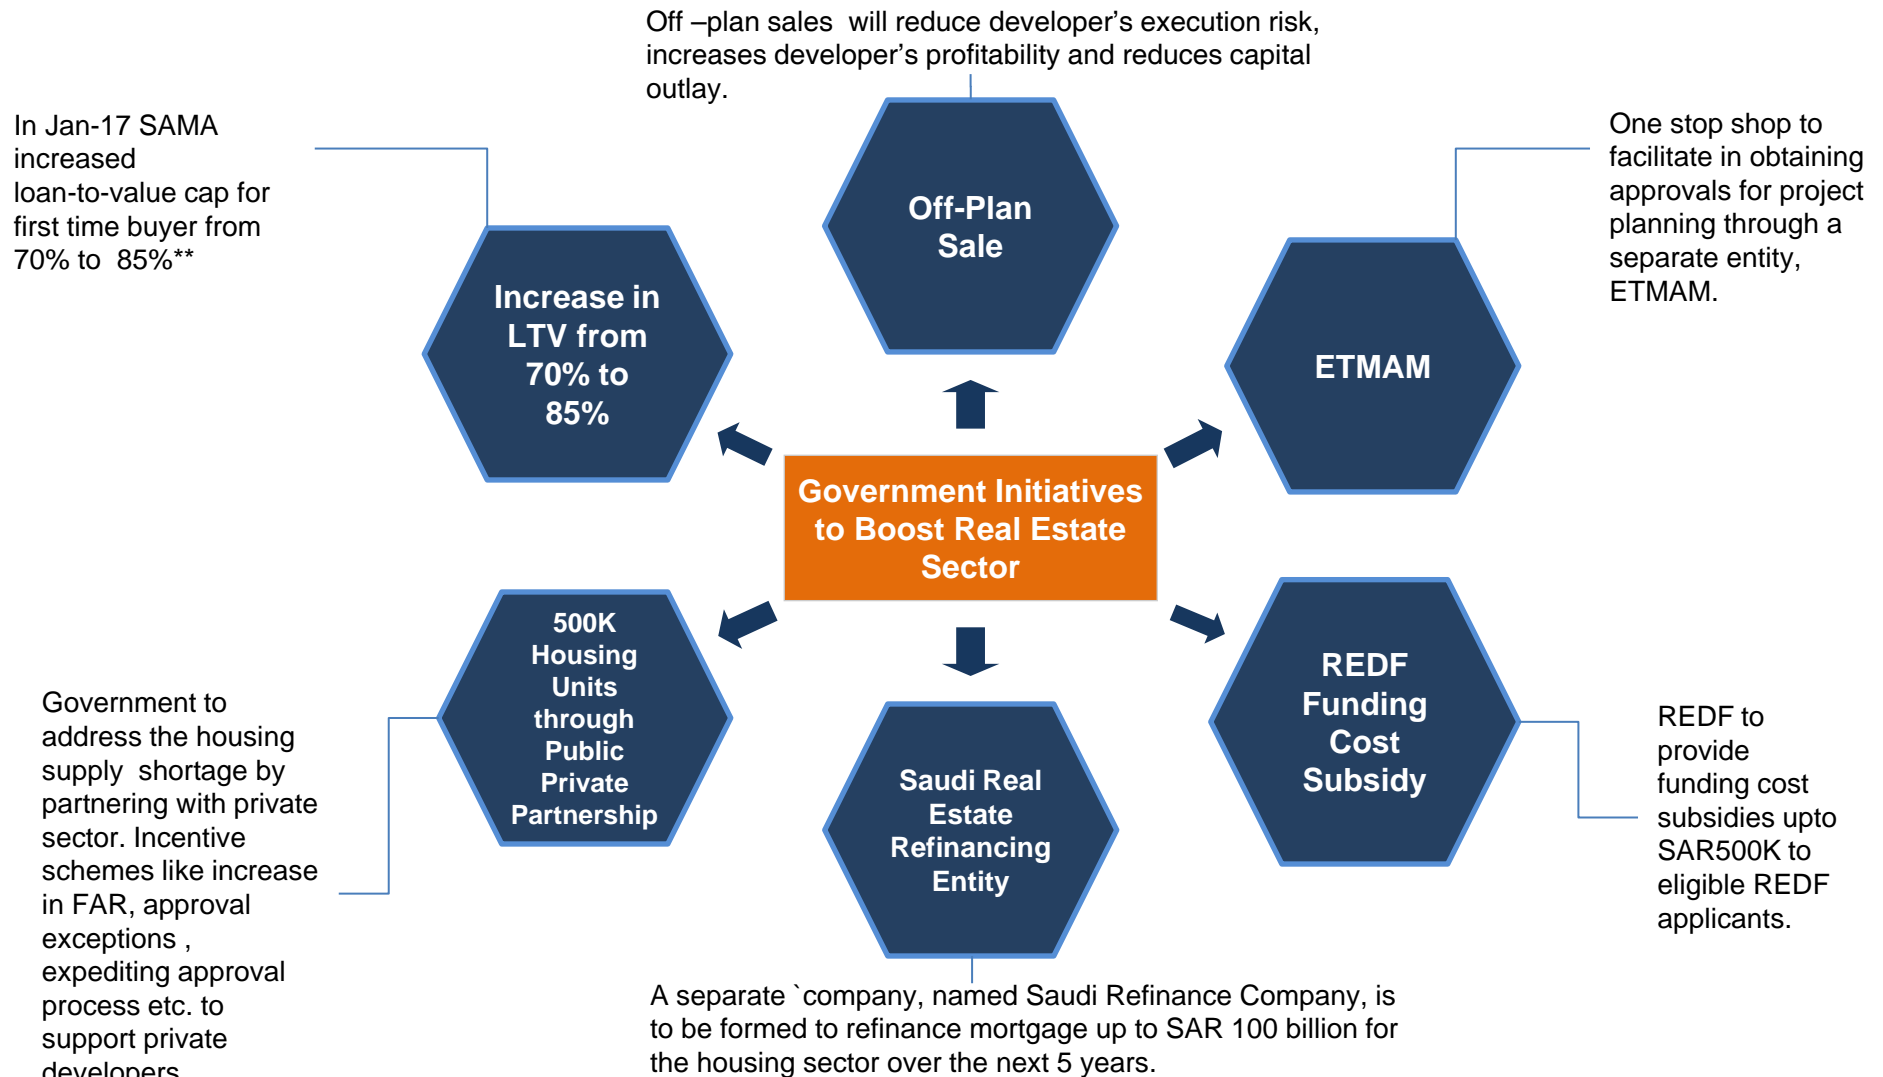 Off –plan sales  will reduce developer’s execution risk,
increases developer’s profitability and reduces capital
outlay.
In Jan-17 SAMA
increased
loan-to-value cap for
first time buyer from
70% to  85%**
One stop shop to
facilitate in obtaining
approvals for project
planning through a
separate entity,
ETMAM.
Off-Plan
Sale
Increase in
LTV from
70% to
85%
ETMAM
Government Initiatives
to Boost Real Estate
Sector
500K
Housing
Units
through
Public
Private
Partnership
REDF
Funding
Cost
Subsidy
Saudi Real
Estate
Refinancing
Entity
Government to
address the housing
supply  shortage by
partnering with private
sector. Incentive
schemes like increase
in FAR, approval
exceptions ,
expediting approval
process etc. to
support private
developers
REDF to
provide
funding cost
subsidies upto
SAR500K to
eligible REDF
applicants.
A separate `company, named Saudi Refinance Company, is
to be formed to refinance mortgage up to SAR 100 billion for
the housing sector over the next 5 years.